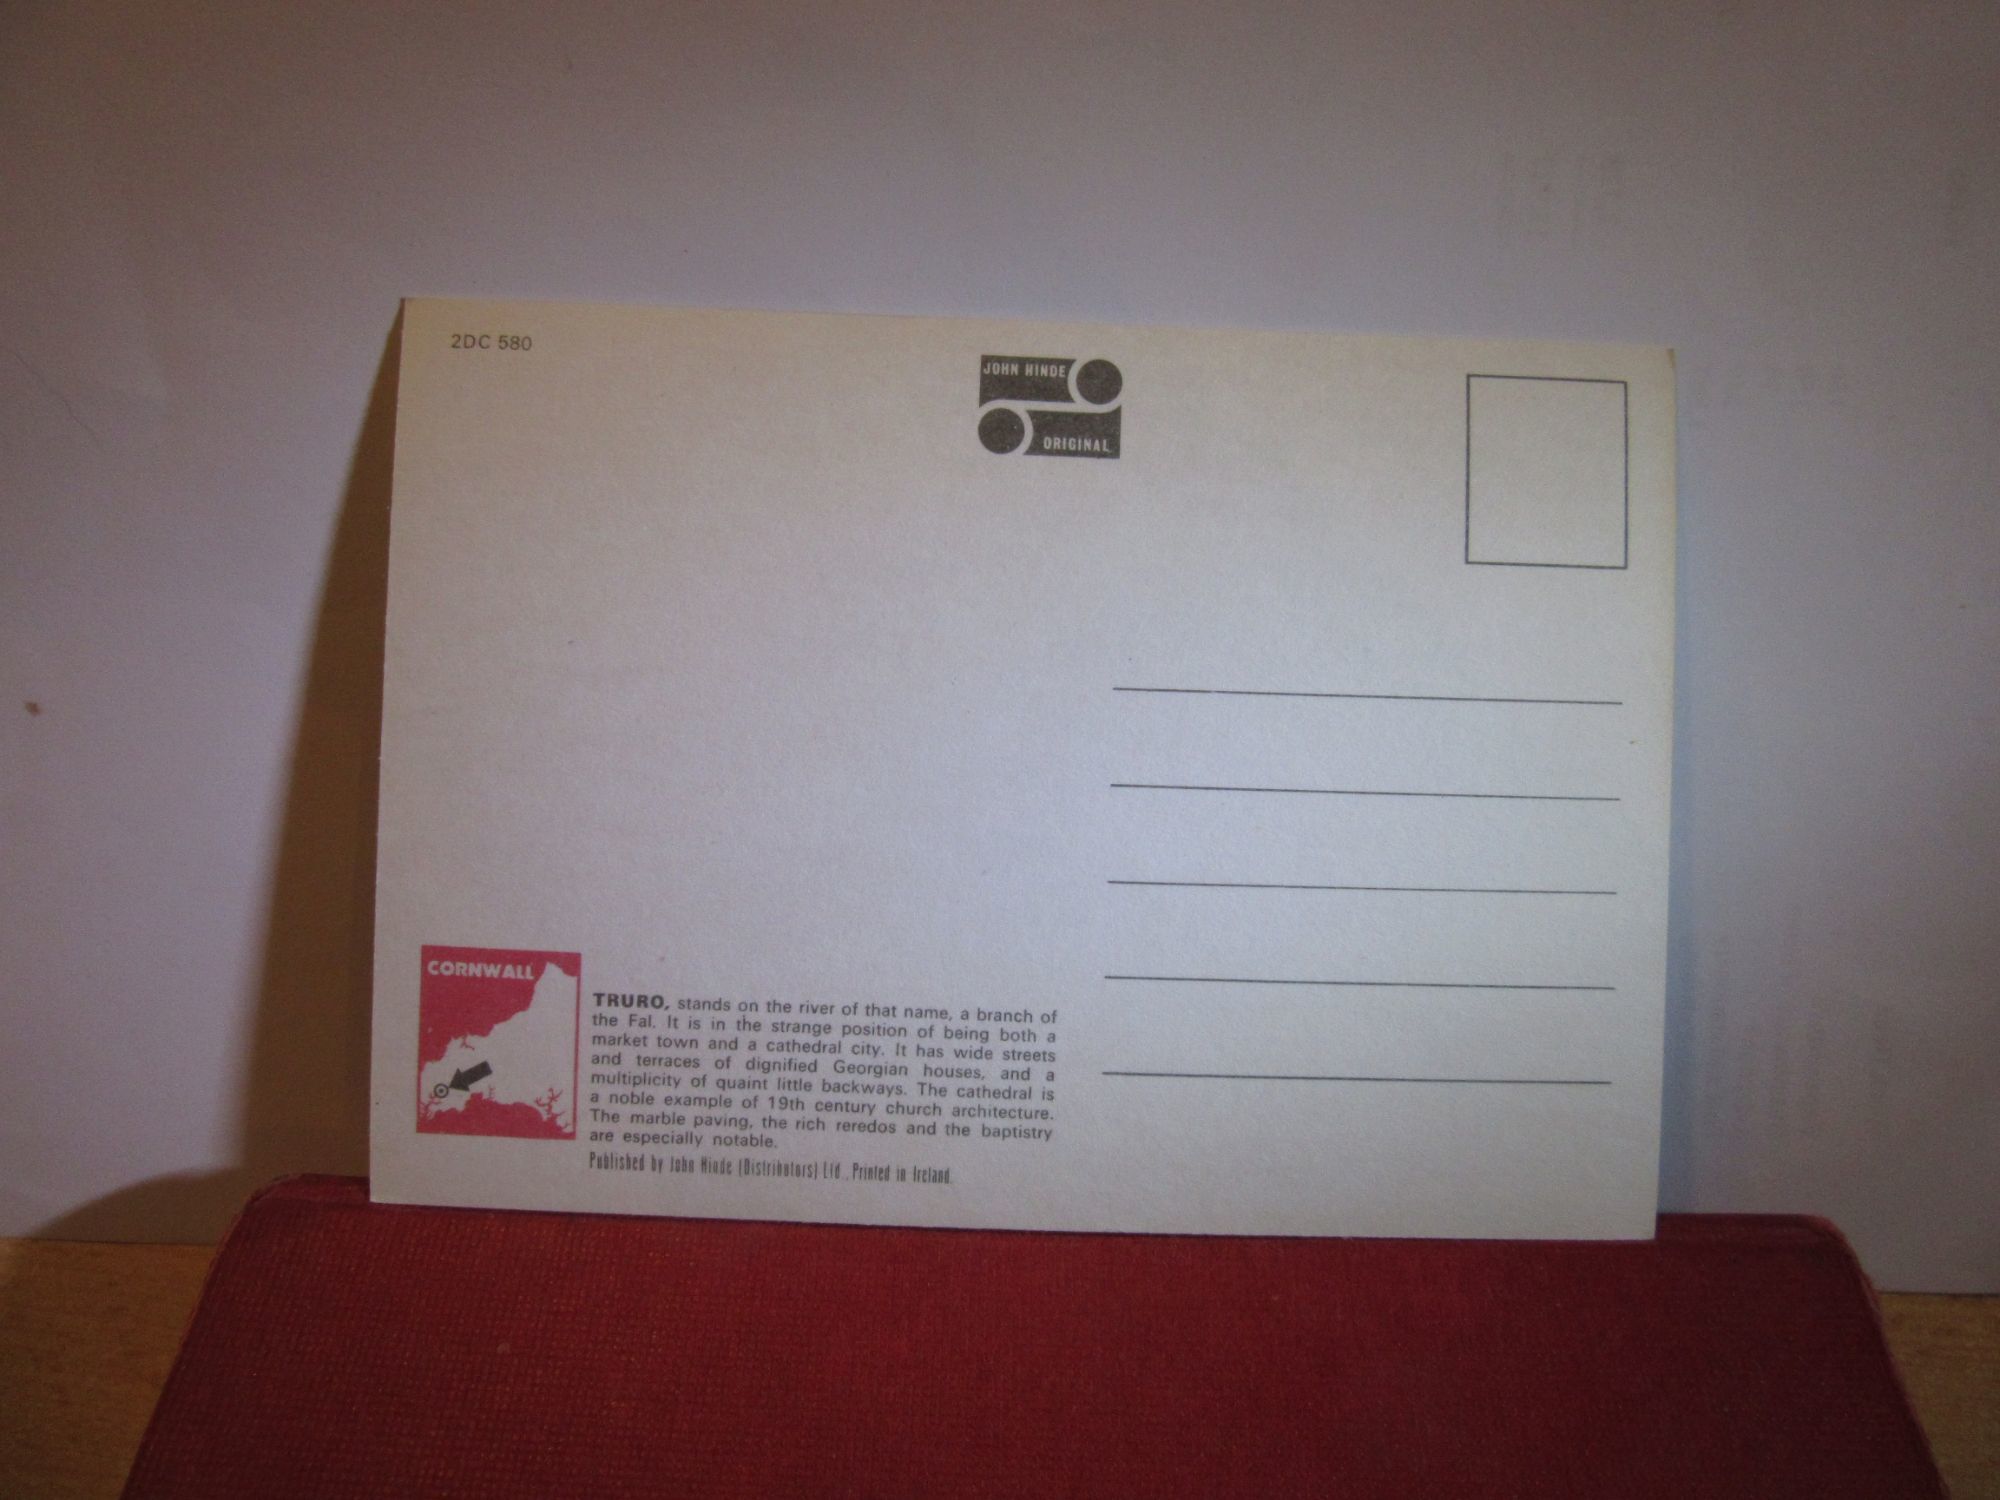 2DC 580
JOHN HINDE
ORIGINAL
CORNWALL
TRURO, stands on the river of that name, a branch of
the Fal. It is in the strange position of being both a
market town and a cathedral city. It has wide streets
and terraces of dignified Georgian houses, and a
multiplicity of quaint little backways. The cathedral is
a noble example of 19th century church architecture.
The marble paving, the rich reredos and the baptistry
are especially notable.
Published by John Hinde (Distributors) Ltd., Printed in Ireland.